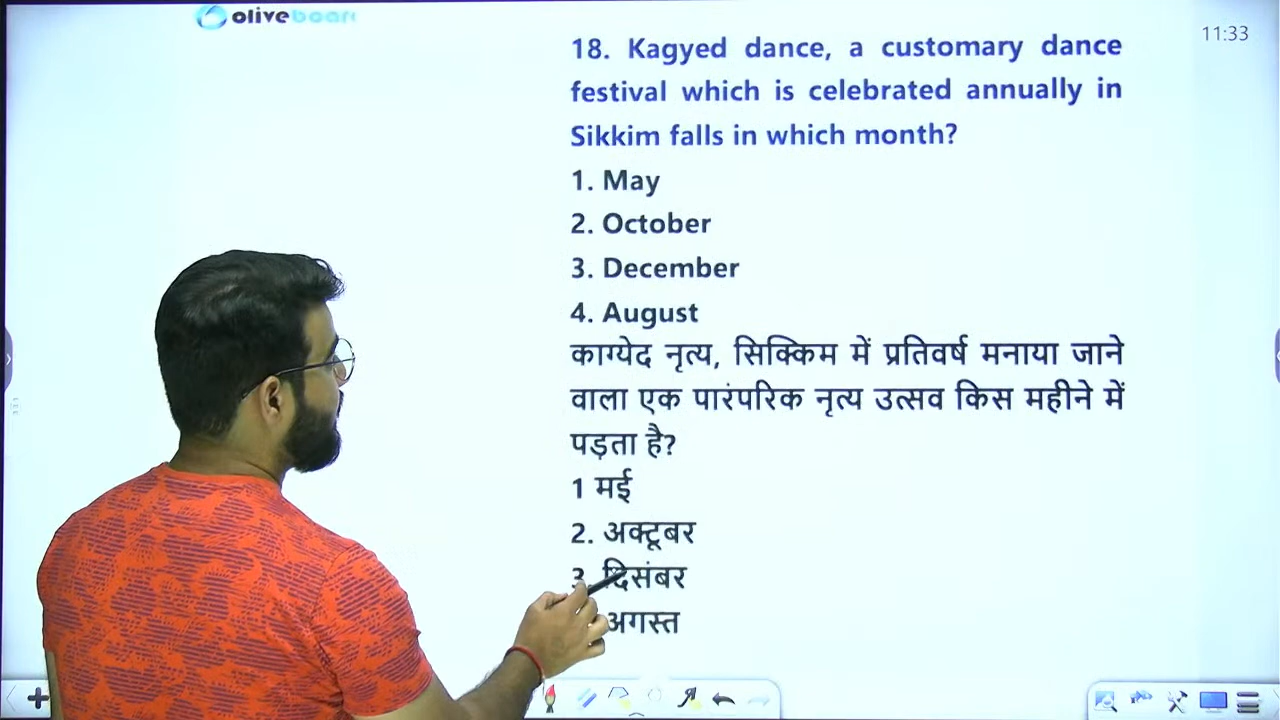 oliveboard
11:33
18. Kagyed dance, a customary dance
festival which is celebrated annually in
Sikkim falls in which month?
1. May
2. October
3. December
4. August
काग्येद नृत्य, सिक्किम में प्रतिवर्ष मनाया जाने
वाला एक पारंपरिक नृत्य उत्सव किस महीने में
पड़ता है?
1 मई
2. अक्टूबर
3. दिसंबर
अगस्त